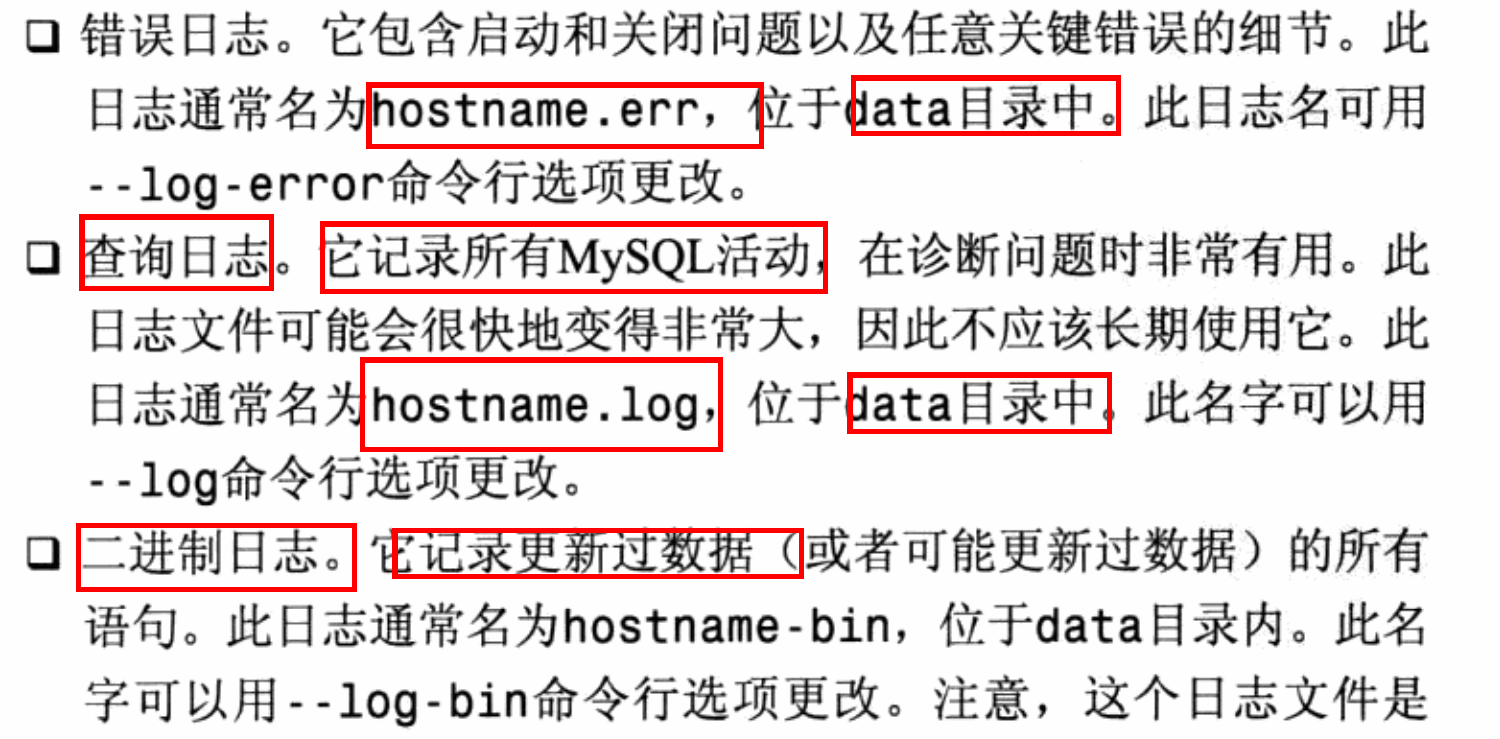 ❏ 错误日志。它包含启动和关闭问题以及任意关键错误的细节。此
日志通常名为hostname.err，位于data目录中。此日志名可用
--log-error命令行选项更改。
❏ 查询日志。它记录所有MySQL活动，在诊断问题时非常有用。此
日志文件可能会很快地变得非常大，因此不应该长期使用它。此
日志通常名为hostname.log，位于data目录中。此名字可以用
--log命令行选项更改。
❏ 二进制日志。它记录更新过数据（或者可能更新过数据）的所有
语句。此日志通常名为hostname-bin，位于data目录内。此名
字可以用--log-bin命令行选项更改。注意，这个日志文件是